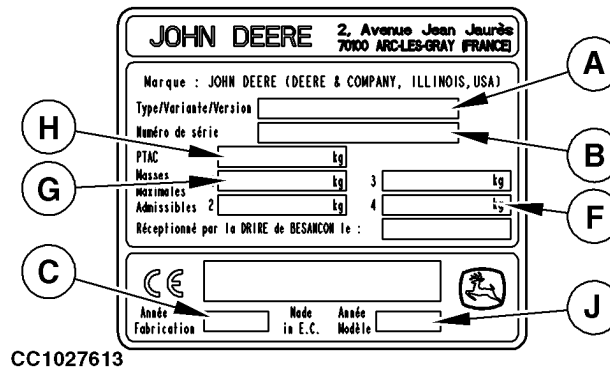 JOHN DEERE
2, Avenue Jean Jaurès
70100 ARC-LES-GRAY (FRANCE)
Marque : JOHN DEERE (DEERE & COMPANY, ILLINOIS,USA)
A
Type/Variante/Version
Numéro de série
B
H
PTAC kg
G
Masses kg 3 kg
Maximales
Admissibles 2 kg 4 kg
F
Réceptionné par la DRIRE de BESANCON le :
C
CE
Année Fabrication
Made in E.C.
Année Modèle
J
CC1027613